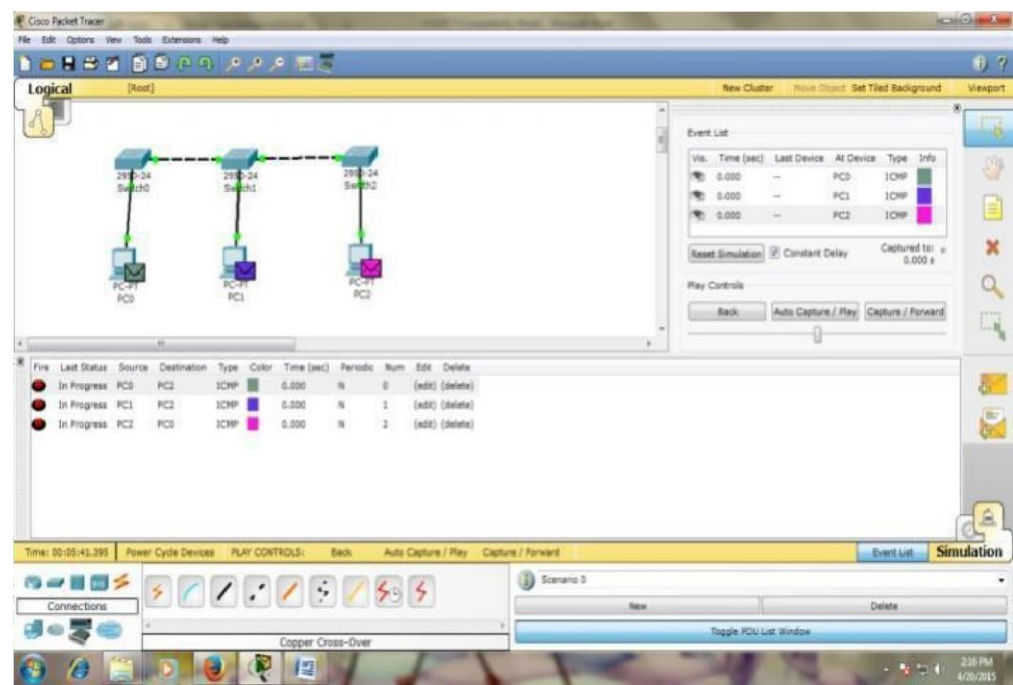 Cisco Packet Tracer
File Edit Options View Tools Extensions Help
Logical [Root] New Cluster Move Object Set Tiled Background Viewport
2950-24
Switch0
2950-24
Switch1
2950-24
Switch2
PC-PT
PC0
PC-PT
PC1
PC-PT
PC2
Event List
Vis. Time (sec) Last Device At Device Type Info
0.000 -- PC0 ICMP
0.000 -- PC1 ICMP
0.000 -- PC2 ICMP
Reset Simulation Constant Delay Captured to:
0.000 s
Play Controls
Back Auto Capture / Play Capture / Forward
Fire Last Status Source Destination Type Color Time (sec) Periodic Num Edit Delete
In Progress PC0 PC2 ICMP 0.000 N 0 (edit) (delete)
In Progress PC1 PC2 ICMP 0.000 N 1 (edit) (delete)
In Progress PC2 PC0 ICMP 0.000 N 2 (edit) (delete)
Time: 00:05:41.395 Power Cycle Devices PLAY CONTROLS: Back Auto Capture / Play Capture / Forward Event List Simulation
Connections
Copper Cross-Over
Scenario 0
New Delete
Toggle PDU List Window
2:16 PM
4/20/2015